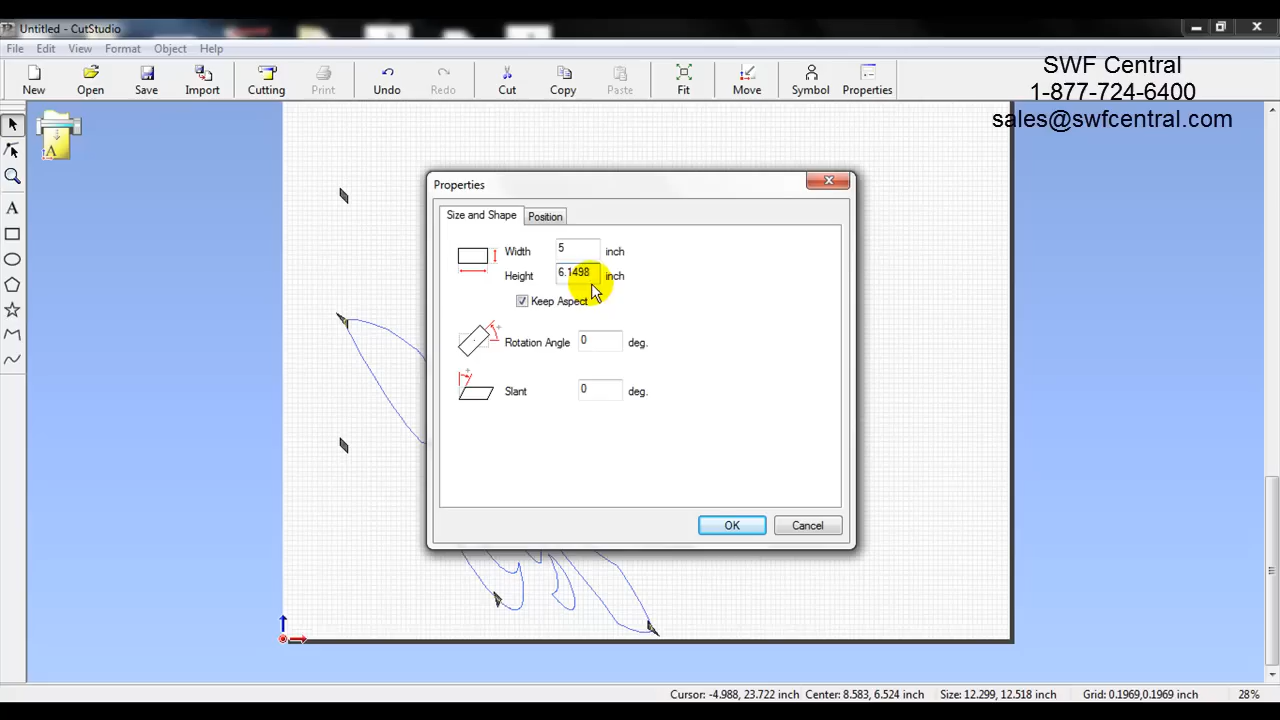 Untitled - CutStudio
File Edit View Format Object Help
SWF Central
1-877-724-6400
sales@swfcentral.com
New Open Save Import Cutting Print Undo Redo Cut Copy Paste Fit Move Symbol Properties
A
A
Properties
Size and Shape Position
Width 5 inch
Height 6.1498 inch
Keep Aspect
Rotation Angle 0 deg.
Slant 0 deg.
OK Cancel
Cursor: -4.988, 23.722 inch Center: 8.583, 6.524 inch Size: 12.299, 12.518 inch Grid: 0.1969,0.1969 inch 28%